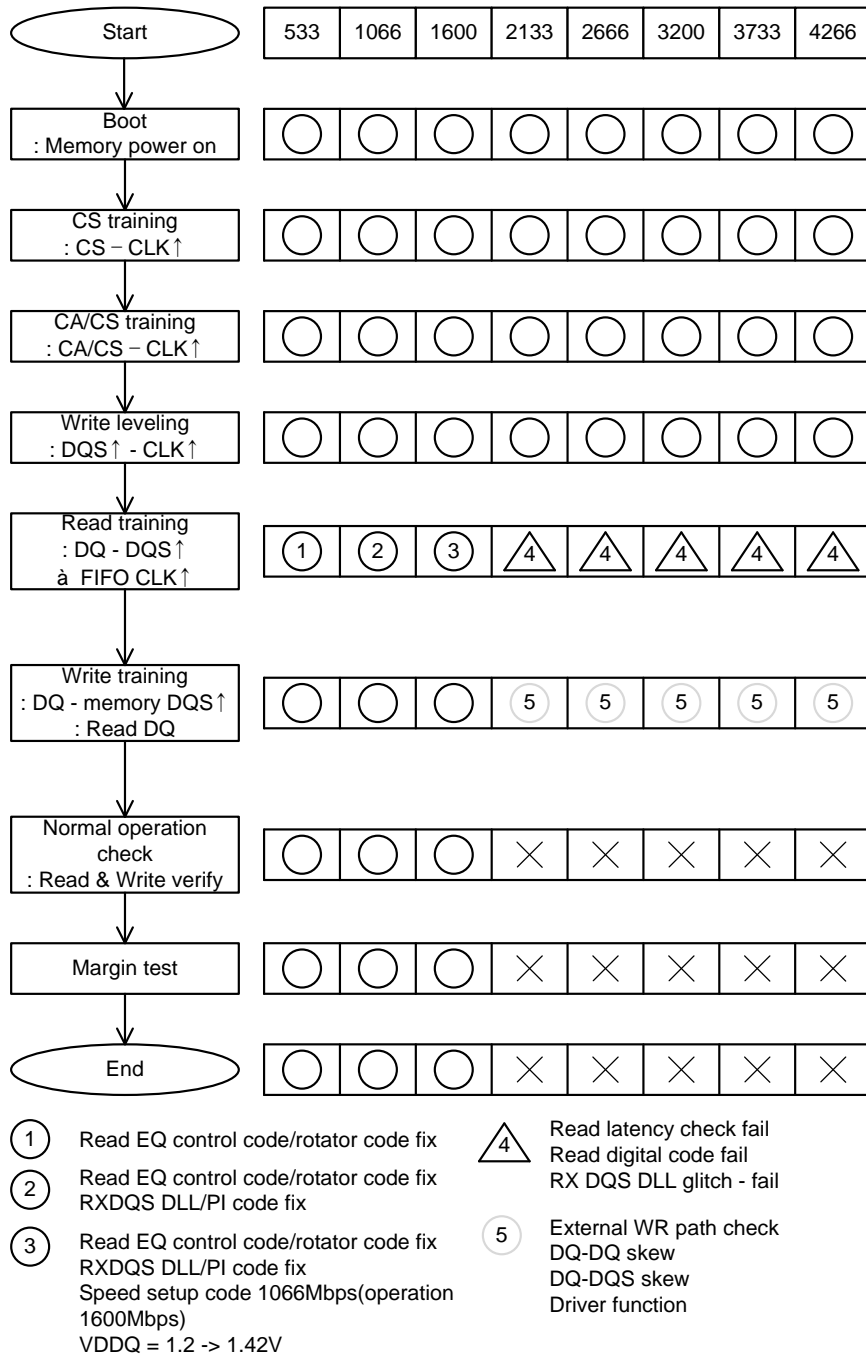 Start
533 1066 1600 2133 2666 3200 3733 4266
Boot
: Memory power on
CS training
: CS – CLK↑
CA/CS training
: CA/CS – CLK↑
Write leveling
: DQS↑ - CLK↑
Read training
: DQ - DQS↑
à FIFO CLK↑
1 2 3 4 4 4 4 4
Write training
: DQ - memory DQS↑
: Read DQ
5 5 5 5 5
Normal operation
check
: Read & Write verify
Margin test
End
1 Read EQ control code/rotator code fix
2 Read EQ control code/rotator code fix
RXDQS DLL/PI code fix
3 Read EQ control code/rotator code fix
RXDQS DLL/PI code fix
Speed setup code 1066Mbps(operation
1600Mbps)
VDDQ = 1.2 -> 1.42V
4 Read latency check fail
Read digital code fail
RX DQS DLL glitch - fail
5 External WR path check
DQ-DQ skew
DQ-DQS skew
Driver function